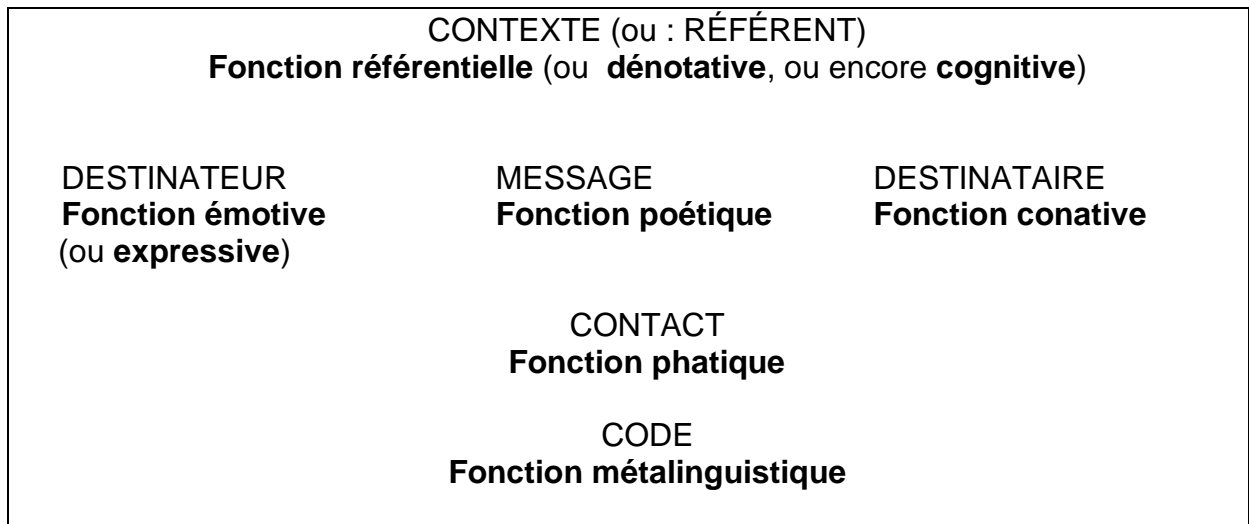 CONTEXTE (ou : RÉFÉRENT)
Fonction référentielle (ou dénotative, ou encore cognitive)
DESTINATEUR MESSAGE DESTINATAIRE
Fonction émotive Fonction poétique Fonction conative
(ou expressive)
CONTACT
Fonction phatique
CODE
Fonction métalinguistique